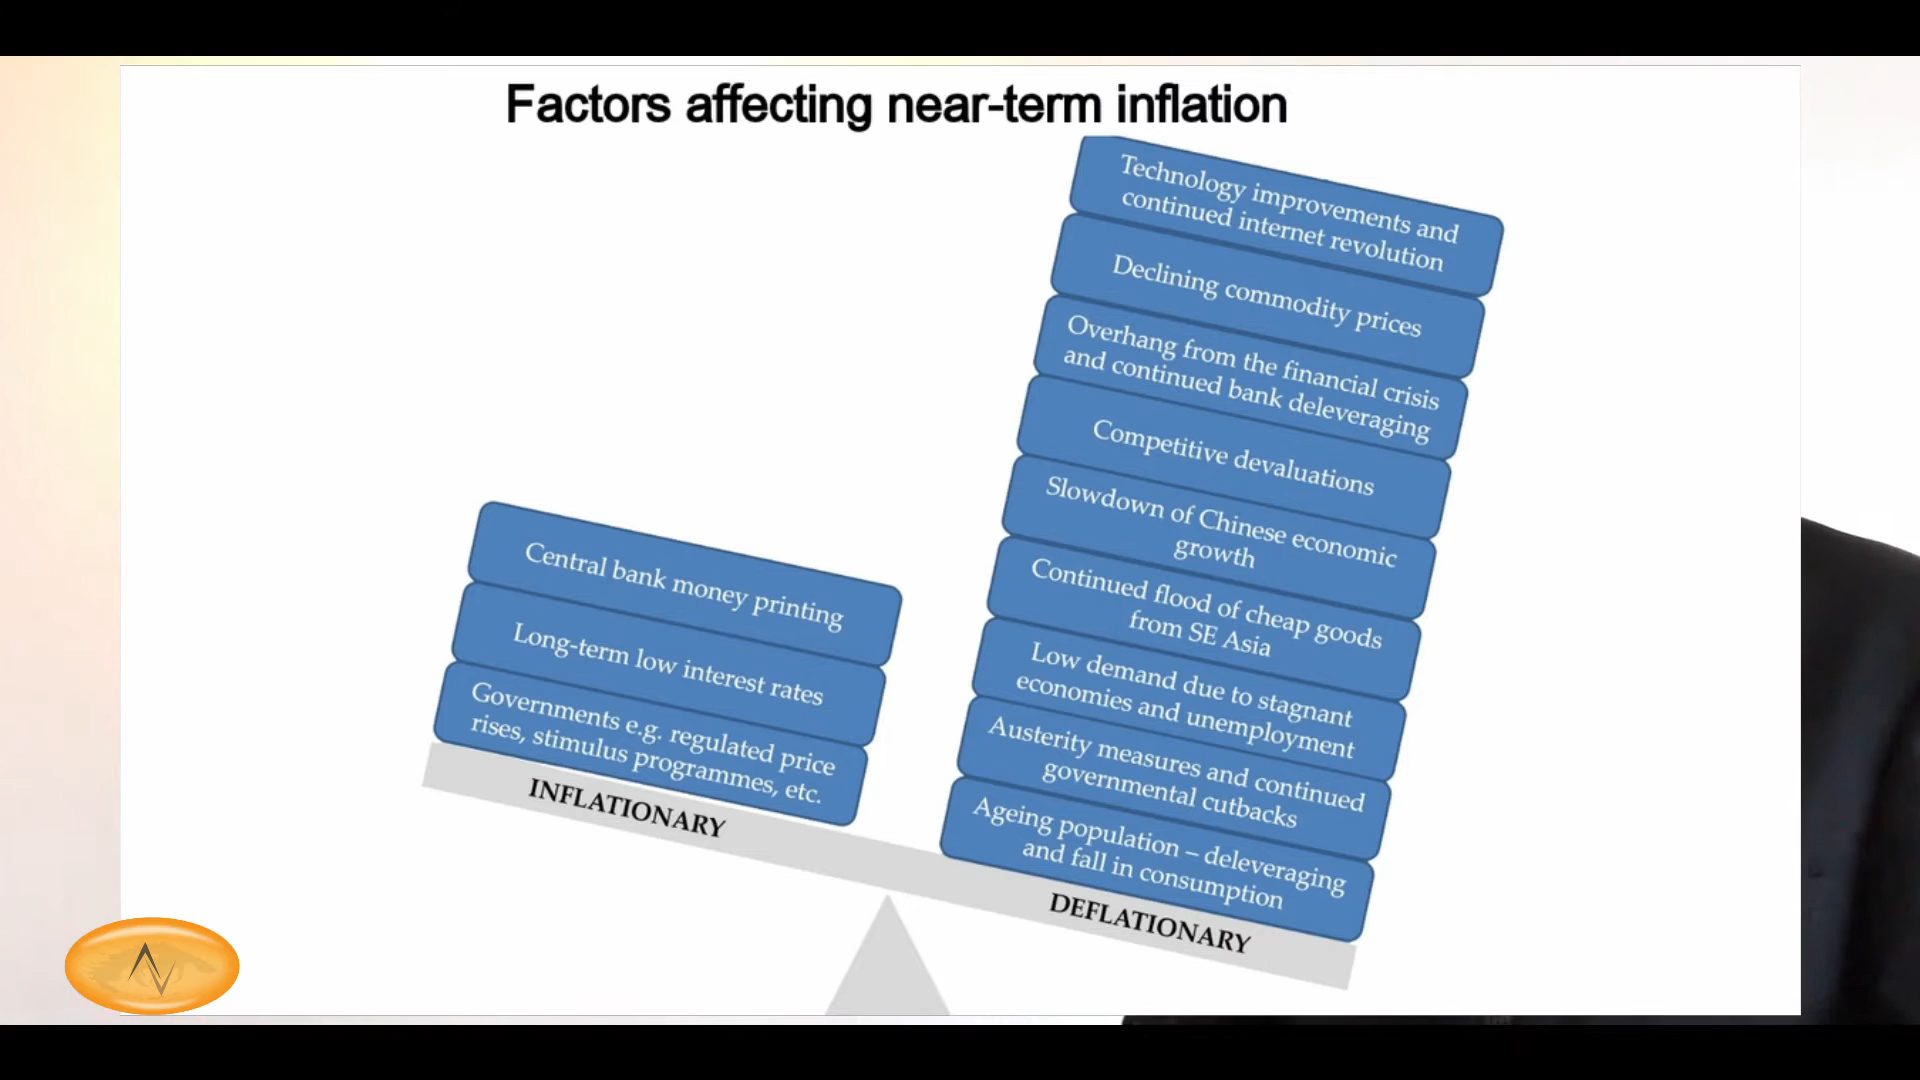 Factors affecting near-term inflation
Central bank money printing
Long-term low interest rates
Governments e.g. regulated price
rises, stimulus programmes, etc.
INFLATIONARY
Technology improvements and
continued internet revolution
Declining commodity prices
Overhang from the financial crisis
and continued bank deleveraging
Competitive devaluations
Slowdown of Chinese economic
growth
Continued flood of cheap goods
from SE Asia
Low demand due to stagnant
economies and unemployment
Austerity measures and continued
governmental cutbacks
Ageing population – deleveraging
and fall in consumption
DEFLATIONARY